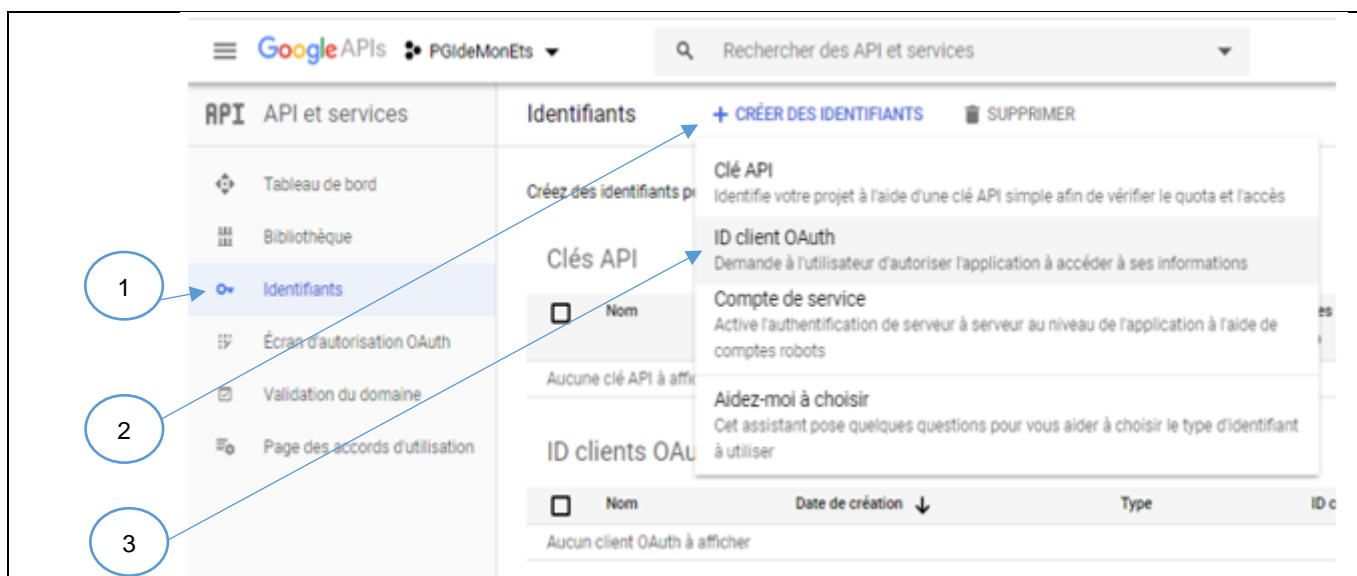 Google APIs PGIdeMonEts Rechercher des API et services
API API et services
Identifiants + CRÉER DES IDENTIFIANTS SUPPRIMER
Tableau de bord
Bibliothèque
Identifiants
Écran d'autorisation OAuth
Validation du domaine
Page des accords d'utilisation
1
2
3
Créez des identifiants
Clé API
Identifie votre projet à l'aide d'une clé API simple afin de vérifier le quota et l'accès
ID client OAuth
Demande à l'utilisateur d'autoriser l'application à accéder à ses informations
Compte de service
Active l'authentification de serveur à serveur au niveau de l'application à l'aide de
comptes robots
Aidez-moi à choisir
Cet assistant pose quelques questions pour vous aider à choisir le type d'identifiant
à utiliser
Clés API
Nom
Aucune clé API à
ID clients
Nom Date de création Type ID
Aucun client OAuth à afficher